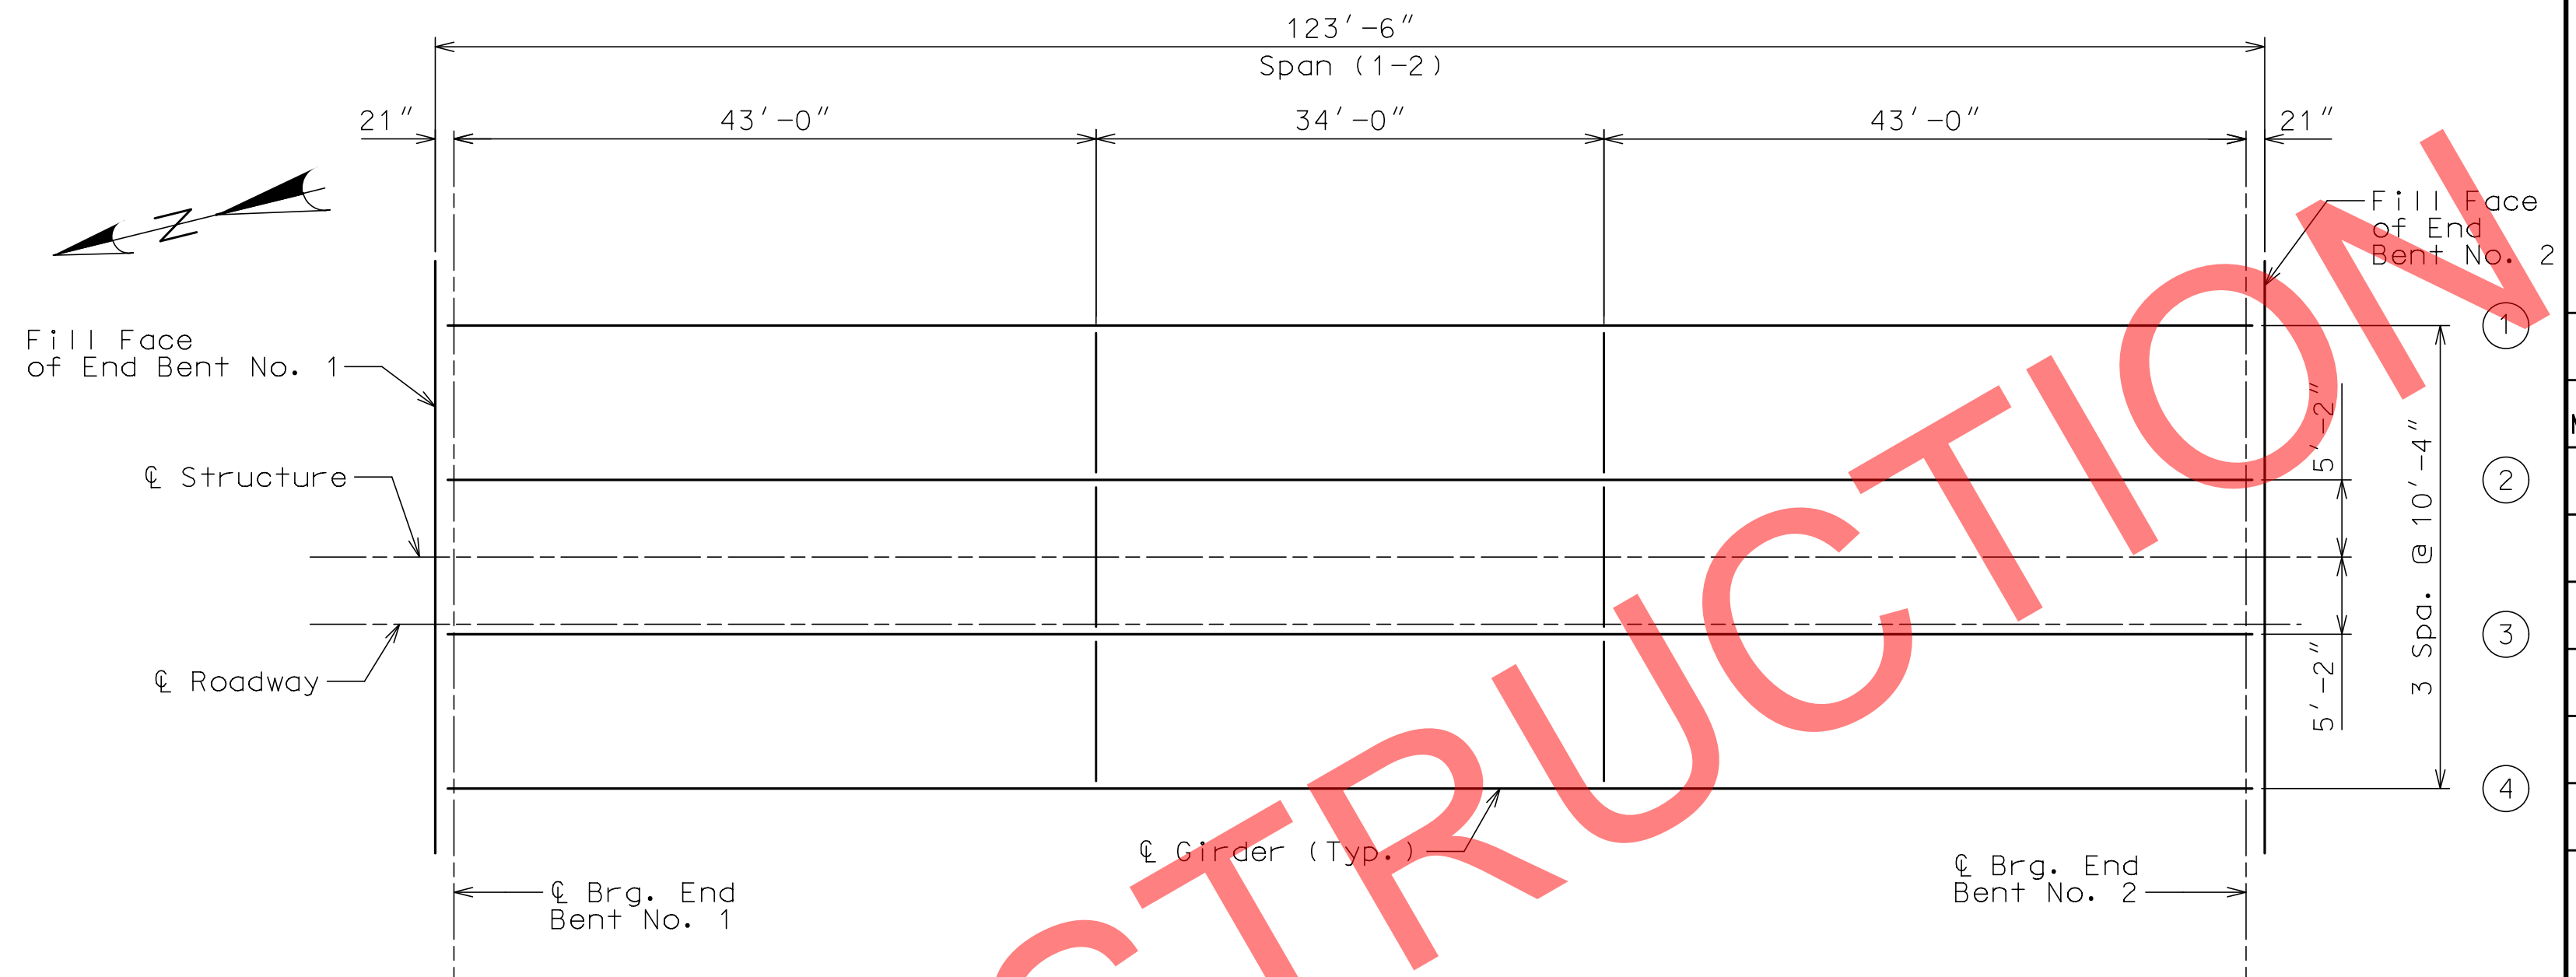 123'-6"
Span (1-2)
21"
43'-0"
34'-0"
43'-0"
21"
N
Fill Face
of End
Bent No. 2
Fill Face
of End Bent No. 1
1
5'-2"
3 Spa. @ 10'-4"
℄ Structure
2
℄ Roadway
3
5'-2"
4
℄ Girder (Typ.)
℄ Brg. End
Bent No. 1
℄ Brg. End
Bent No. 2
STRUCTION